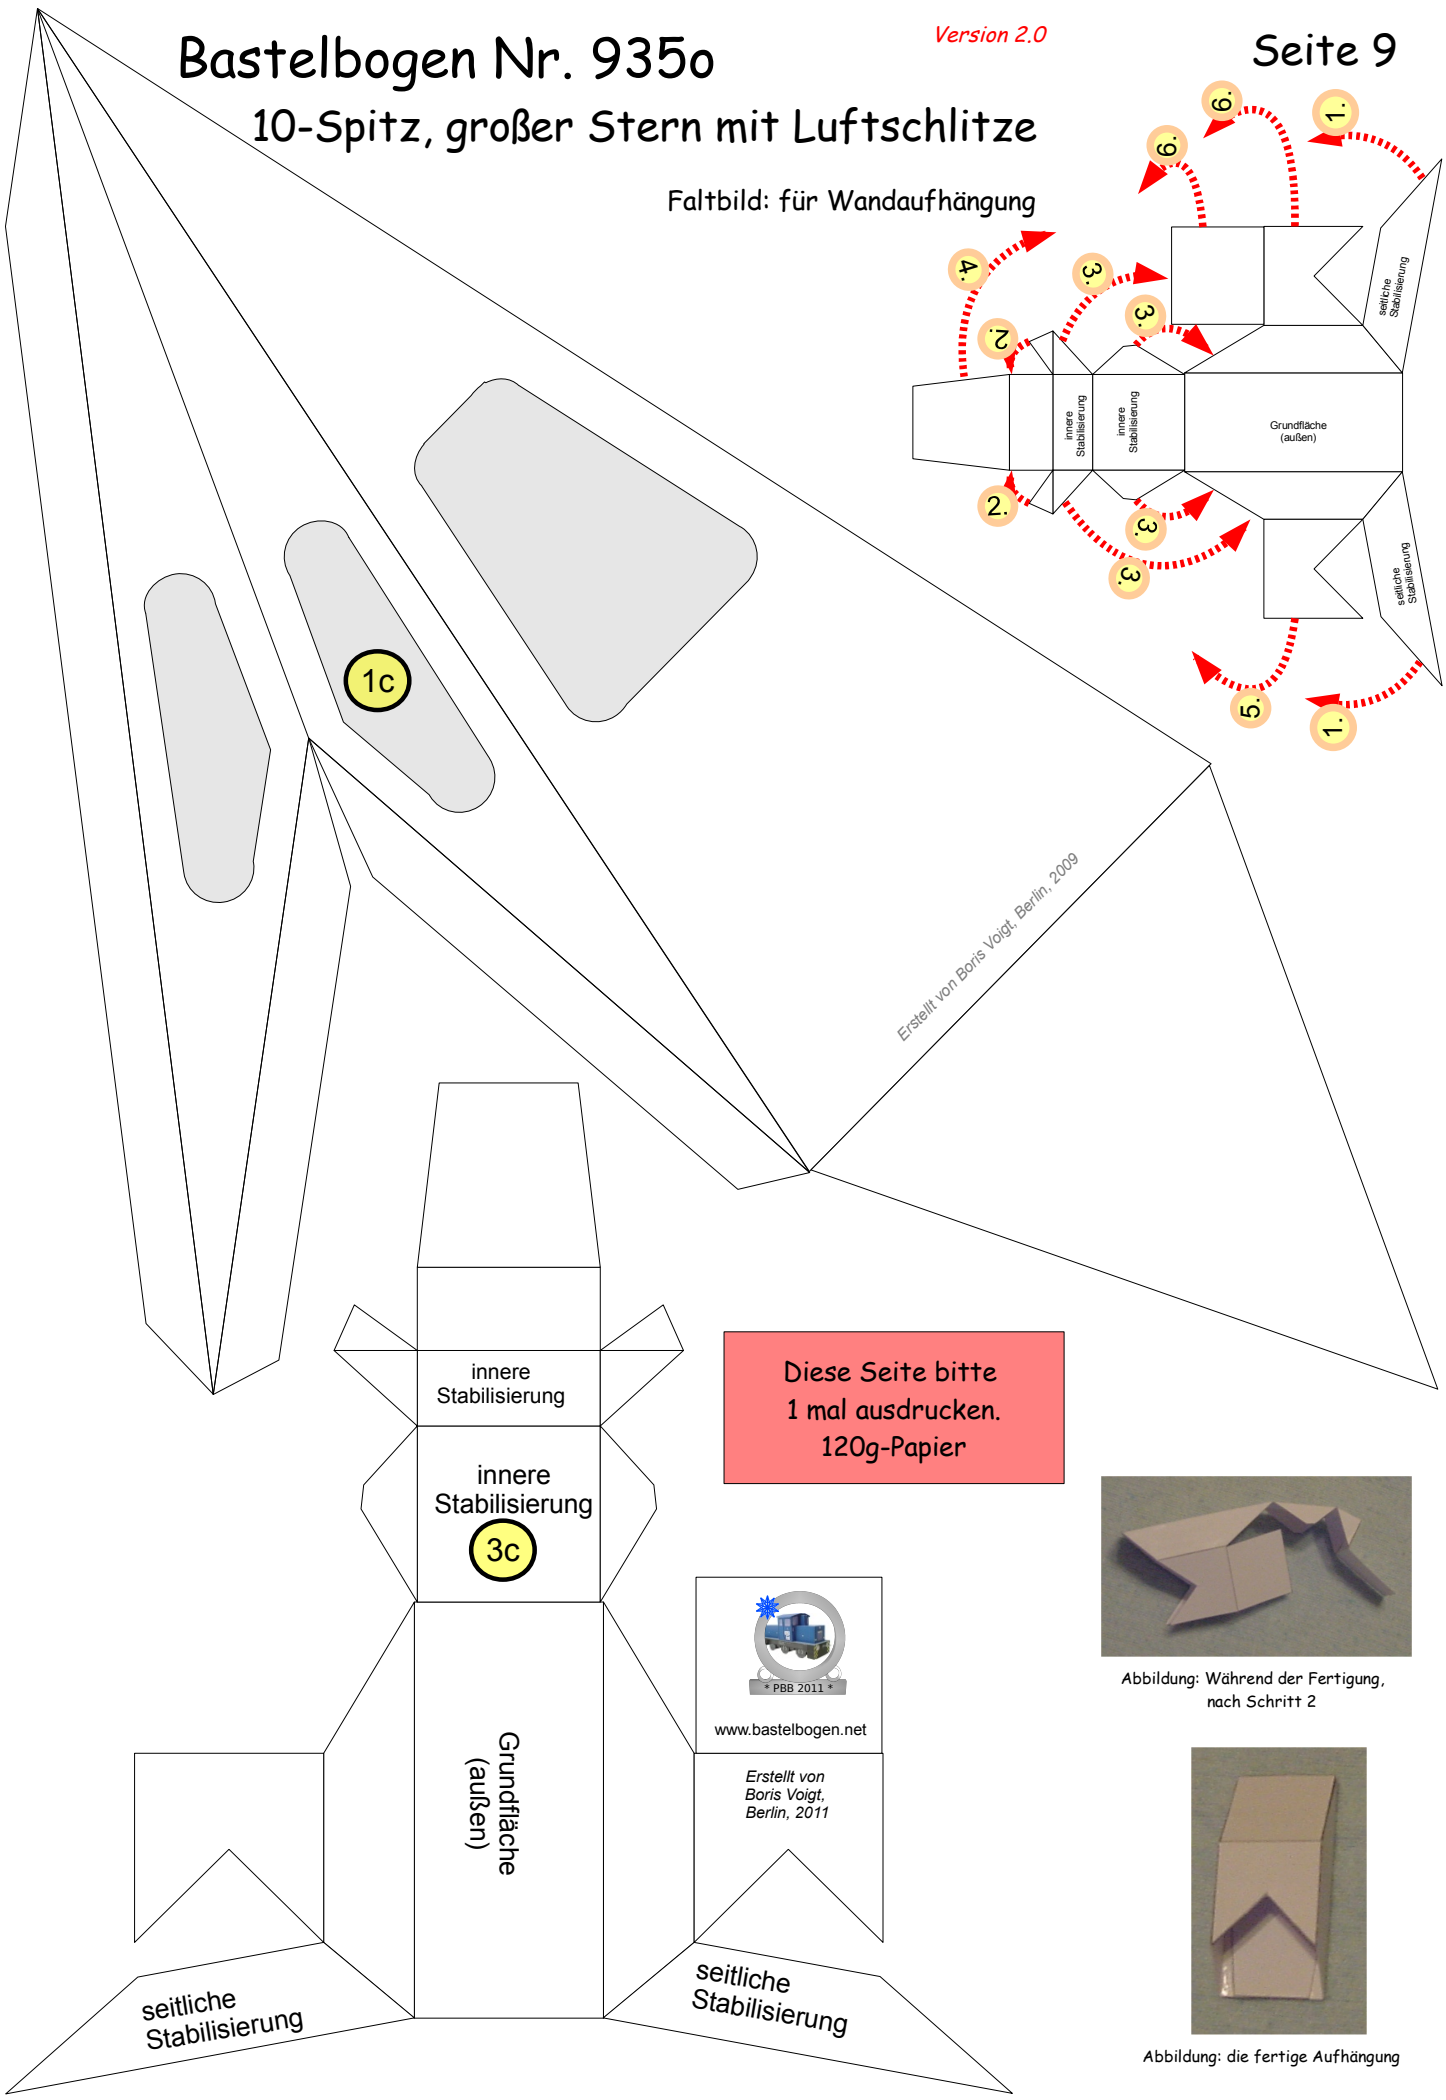 Bastelbogen Nr. 935o
Version 2.0
Seite 9
10-Spitz, großer Stern mit Luftschlitze
Faltbild: für Wandaufhängung
6.
1.
6.
4.
3.
3.
2.
seitliche
Stabilisierung
innere
Stabilisierung
innere
Stabilisierung
Grundfläche
(außen)
2.
3.
3.
seitliche
Stabilisierung
5.
1.
1c
Erstellt von Boris Voigt, Berlin, 2009
innere
Stabilisierung
innere
Stabilisierung
3c
Diese Seite bitte
1 mal ausdrucken.
120g-Papier
* PBB 2011 *
www.bastelbogen.net
Erstellt von
Boris Voigt,
Berlin, 2011
Grundfläche
(außen)
seitliche
Stabilisierung
seitliche
Stabilisierung
Abbildung: Während der Fertigung,
nach Schritt 2
Abbildung: die fertige Aufhängung